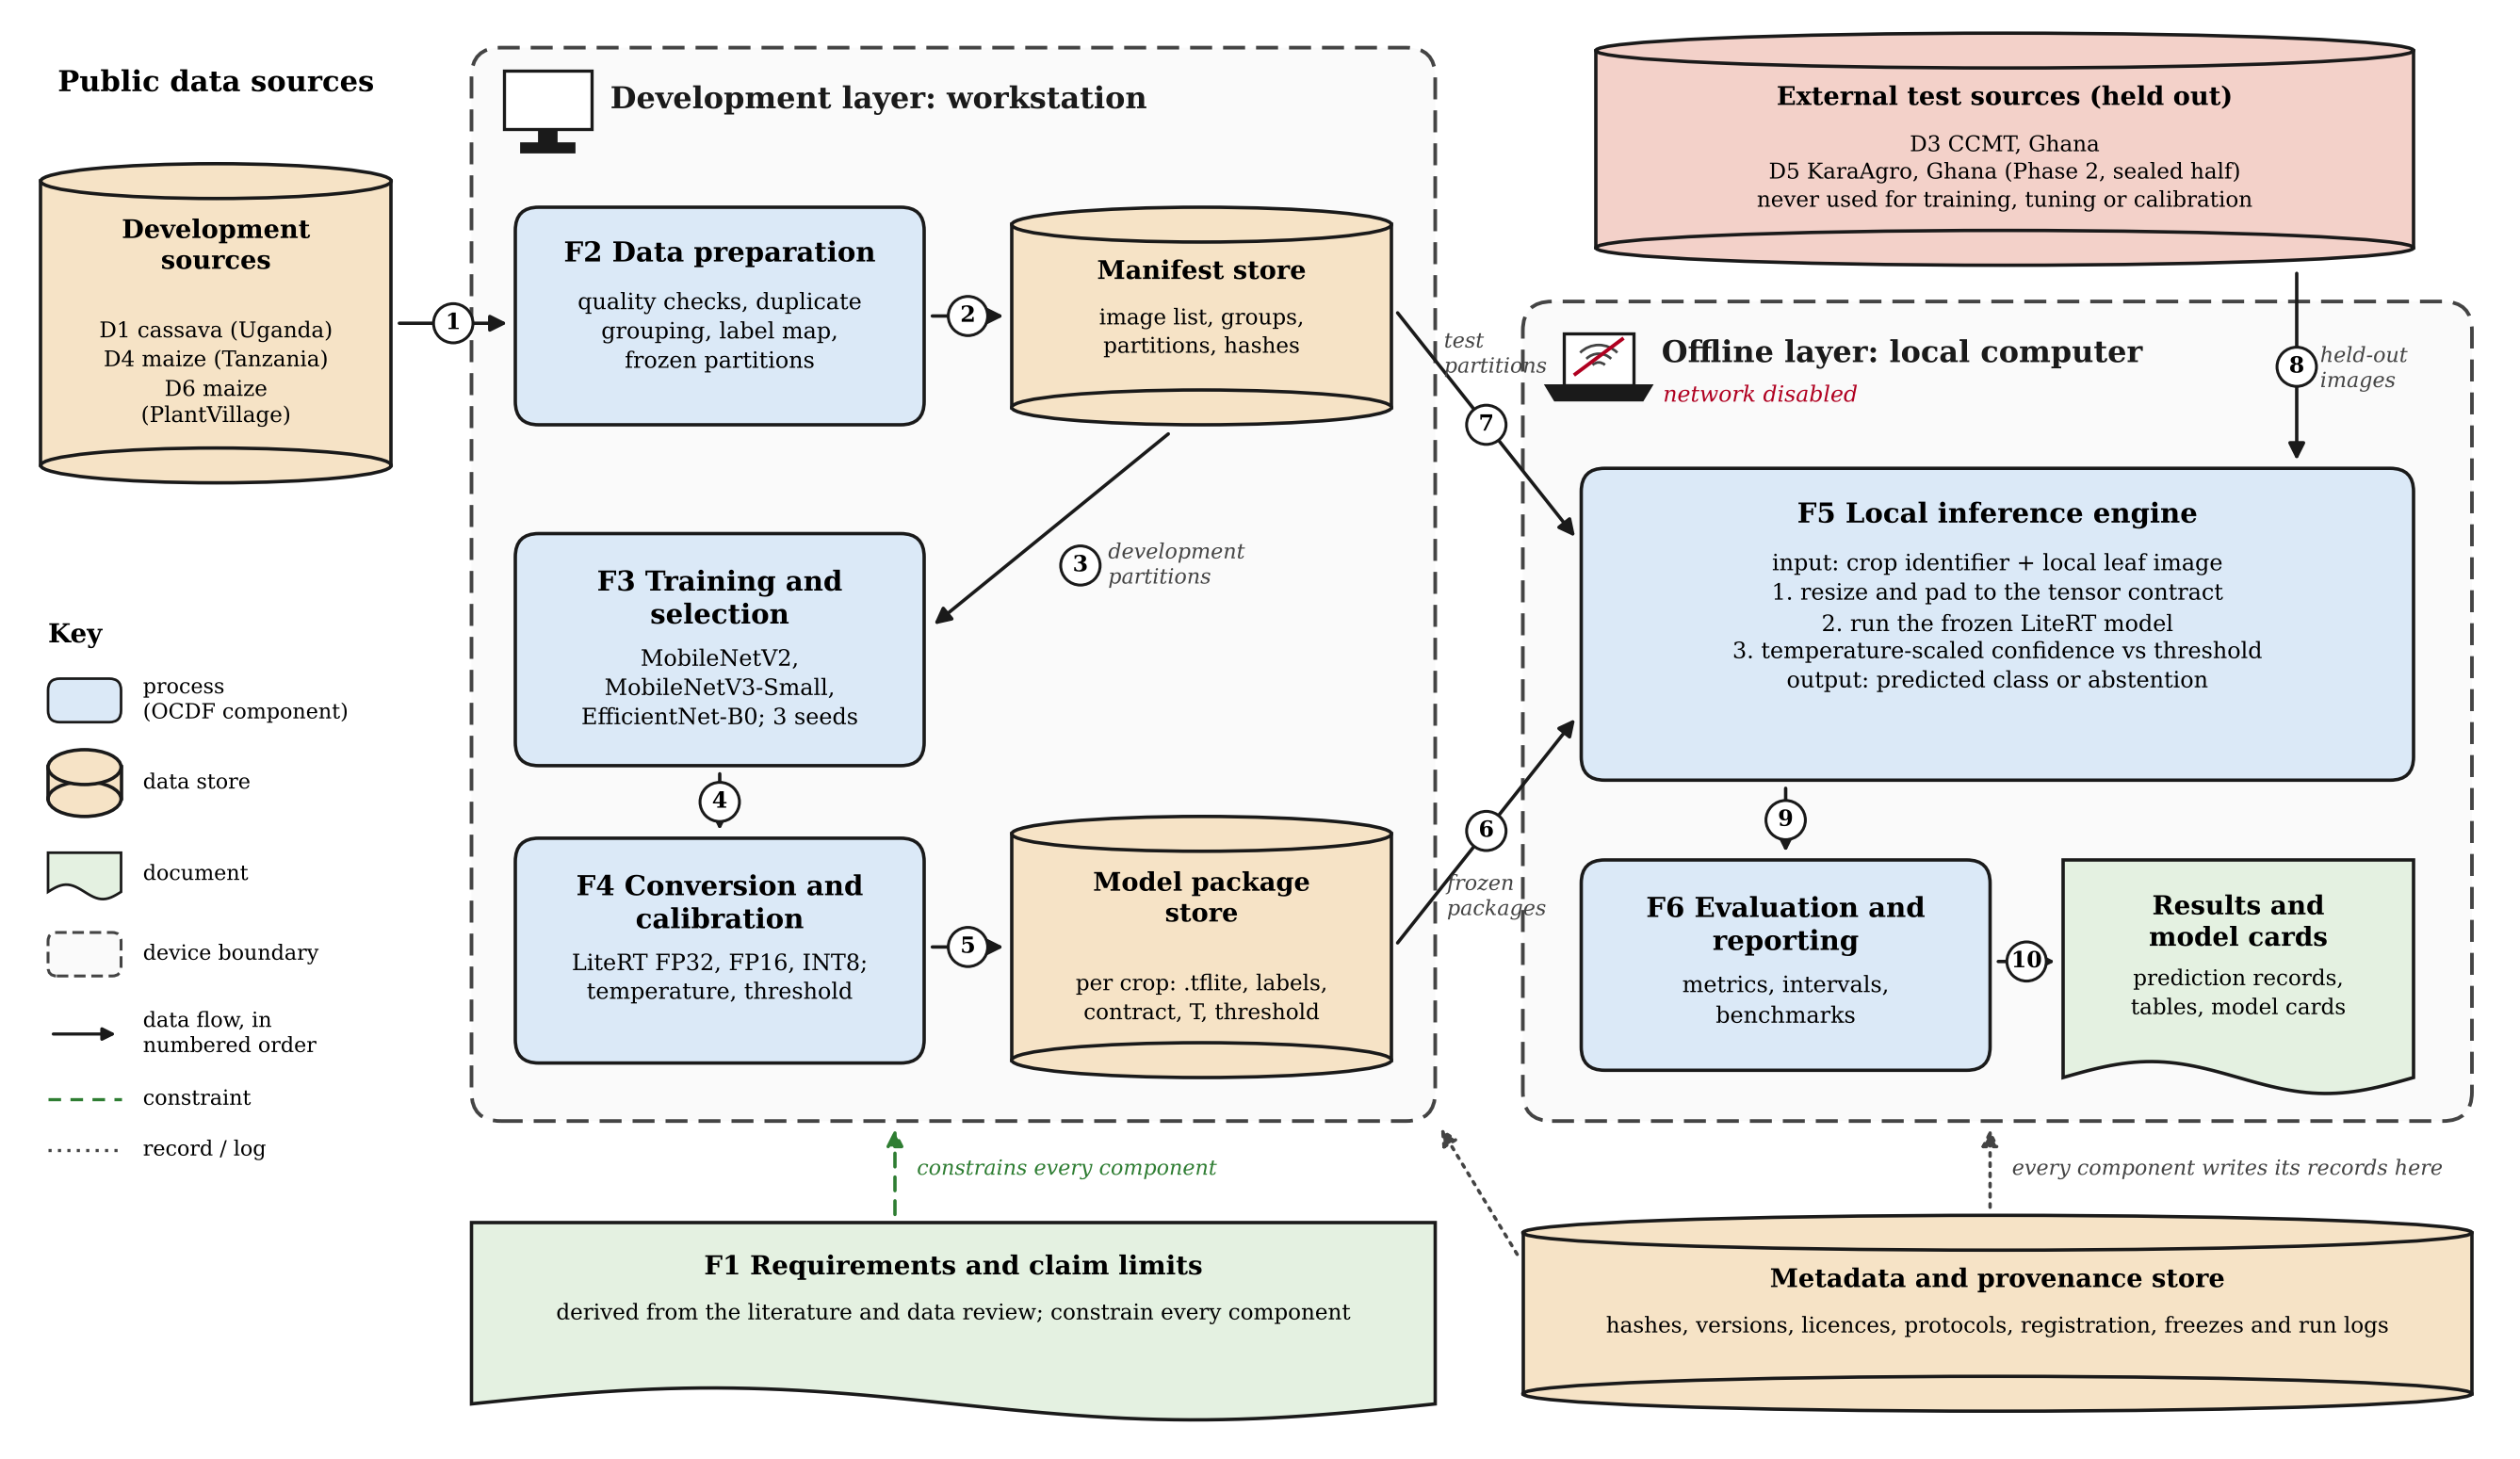 Public data sources
Development
sources
D1 cassava (Uganda)
D4 maize (Tanzania)
D6 maize
(PlantVillage)
Key
process
(OCDF component)
data store
document
device boundary
data flow, in
numbered order
constraint
record / log
1
Development layer: workstation
F2 Data preparation
quality checks, duplicate
grouping, label map,
frozen partitions
2
Manifest store
image list, groups,
partitions, hashes
3
development
partitions
F3 Training and
selection
MobileNetV2,
MobileNetV3-Small,
EfficientNet-B0; 3 seeds
4
F4 Conversion and
calibration
LiteRT FP32, FP16, INT8;
temperature, threshold
5
Model package
store
per crop: .tflite, labels,
contract, T, threshold
test
partitions
7
6
frozen
packages
External test sources (held out)
D3 CCMT, Ghana
D5 KaraAgro, Ghana (Phase 2, sealed half)
never used for training, tuning or calibration
Offline layer: local computer
network disabled
8
held-out
images
F5 Local inference engine
input: crop identifier + local leaf image
1. resize and pad to the tensor contract
2. run the frozen LiteRT model
3. temperature-scaled confidence vs threshold
output: predicted class or abstention
9
F6 Evaluation and
reporting
metrics, intervals,
benchmarks
10
Results and
model cards
prediction records,
tables, model cards
constrains every component
every component writes its records here
F1 Requirements and claim limits
derived from the literature and data review; constrain every component
Metadata and provenance store
hashes, versions, licences, protocols, registration, freezes and run logs